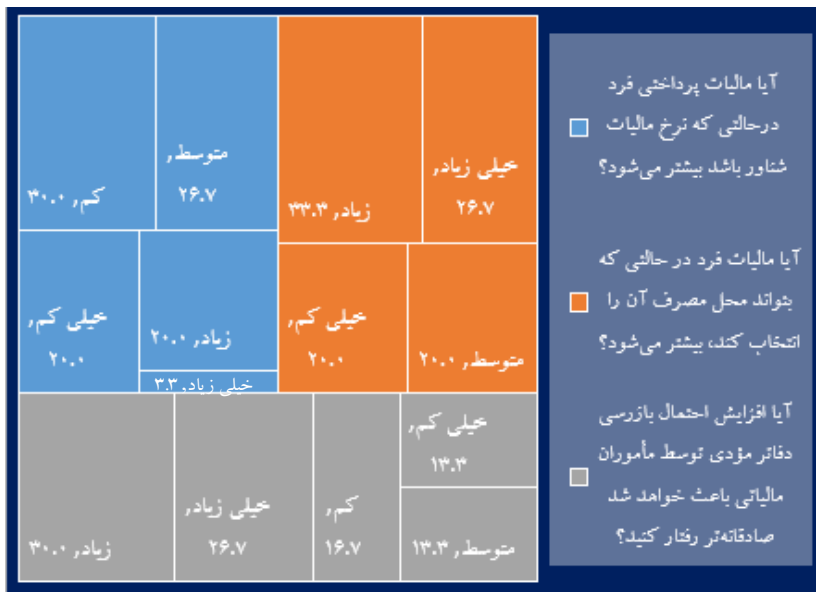 کم, ۳۰.۰
متوسط,
۲۶.۷
خیلی کم,
۲۰.۰
زیاد, ۲۰.۰
خیلی زیاد, ۳.۳
زیاد, ۳۳.۳
خیلی زیاد,
۲۶.۷
خیلی کم,
۲۰.۰
متوسط, ۲۰.۰
زیاد, ۳۰.۰
خیلی زیاد,
۲۶.۷
کم,
۱۶.۷
خیلی کم,
۱۳.۳
متوسط, ۱۳.۳
آیا مالیات پرداختی فرد
درحالتی که نرخ مالیات
شناور باشد بیشتر می‌شود؟
آیا مالیات فرد در حالتی که
بتواند محل مصرف آن را
انتخاب کند، بیشتر می‌شود؟
آیا افزایش احتمال بازرسی
دفاتر مؤدی توسط مأموران
مالیاتی باعث خواهد شد
صادقانه‌تر رفتار کنید؟